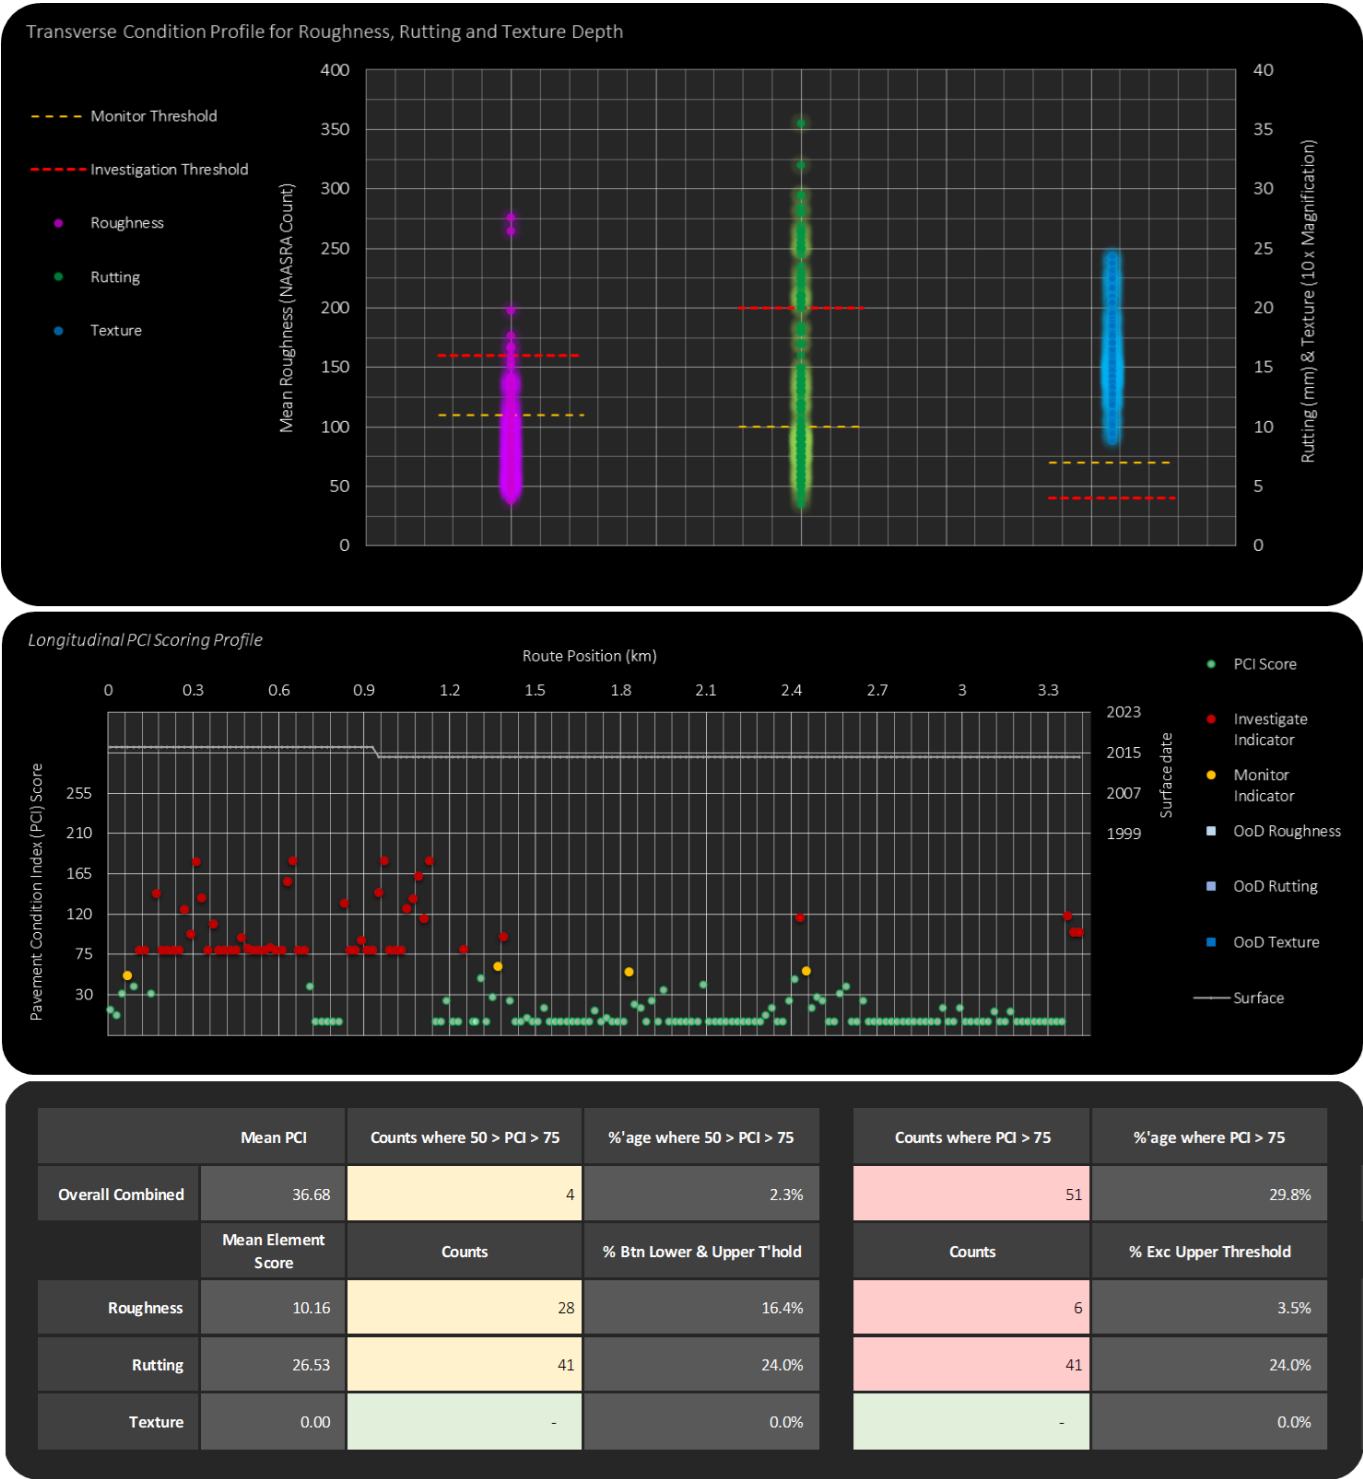 Transverse Condition Profile for Roughness, Rutting and Texture Depth
Monitor Threshold
Investigation Threshold
Roughness
Rutting
Texture
Mean Roughness (NAASRA Count)
400
350
300
250
200
150
100
50
0
40
35
30
25
20
15
10
5
0
Rutting (mm) & Texture (10 x Magnification)
Longitudinal PCI Scoring Profile
Route Position (km)
0 0.3 0.6 0.9 1.2 1.5 1.8 2.1 2.4 2.7 3 3.3
Pavement Condition Index (PCI) Score
255
210
165
120
75
30
2023
2015
2007
1999
Surface date
PCI Score
Investigate
Indicator
Monitor
Indicator
OoD Roughness
OoD Rutting
OoD Texture
Surface
Mean PCI Counts where 50 > PCI > 75 %'age where 50 > PCI > 75 Counts where PCI > 75 %'age where PCI > 75
Overall Combined 36.68 4 2.3% 51 29.8%
Mean Element
Score Counts % Btn Lower & Upper T'hold Counts % Exc Upper Threshold
Roughness 10.16 28 16.4% 6 3.5%
Rutting 26.53 41 24.0% 41 24.0%
Texture 0.00 - 0.0% - 0.0%